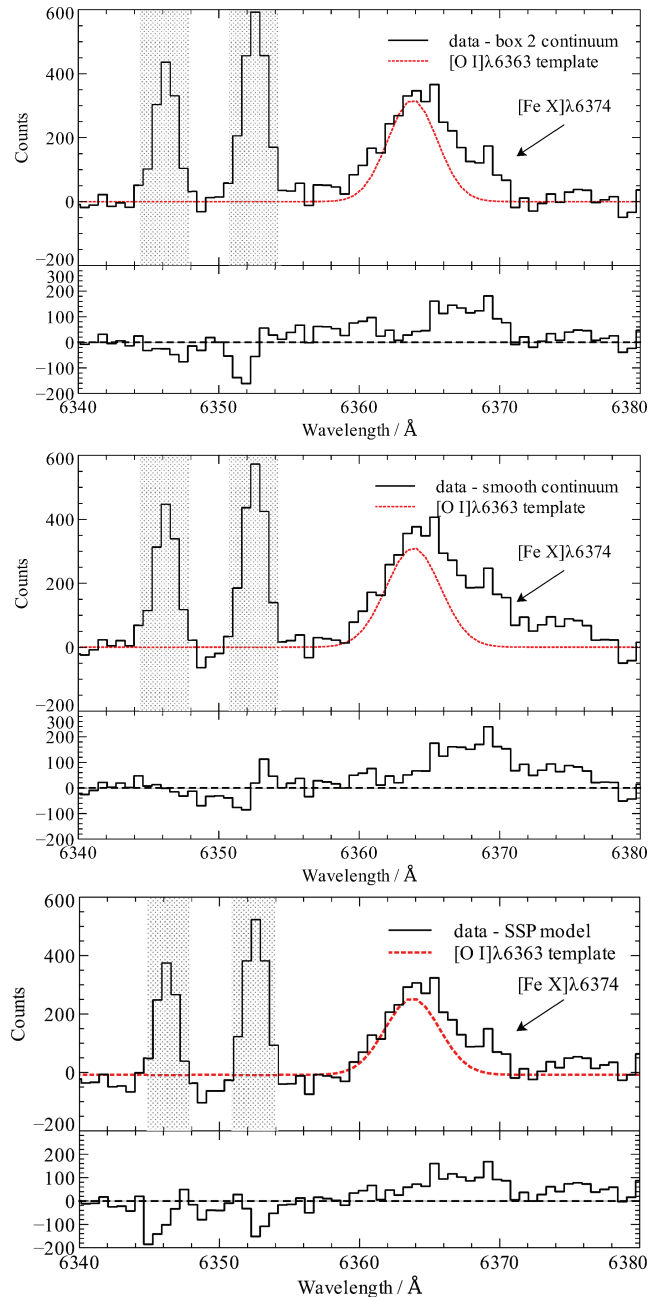 600
400
200
0
−200
Counts
data - box 2 continuum
[O I]λ6363 template
[Fe X]λ6374
300
200
100
0
−100
−200
6340 6350 6360 6370 6380
Wavelength / Å
600
400
200
0
−200
Counts
data - smooth continuum
[O I]λ6363 template
[Fe X]λ6374
300
200
100
0
−100
−200
6340 6350 6360 6370 6380
Wavelength / Å
600
400
200
0
−200
Counts
data - SSP model
[O I]λ6363 template
[Fe X]λ6374
200
100
0
−100
−200
6340 6350 6360 6370 6380
Wavelength / Å